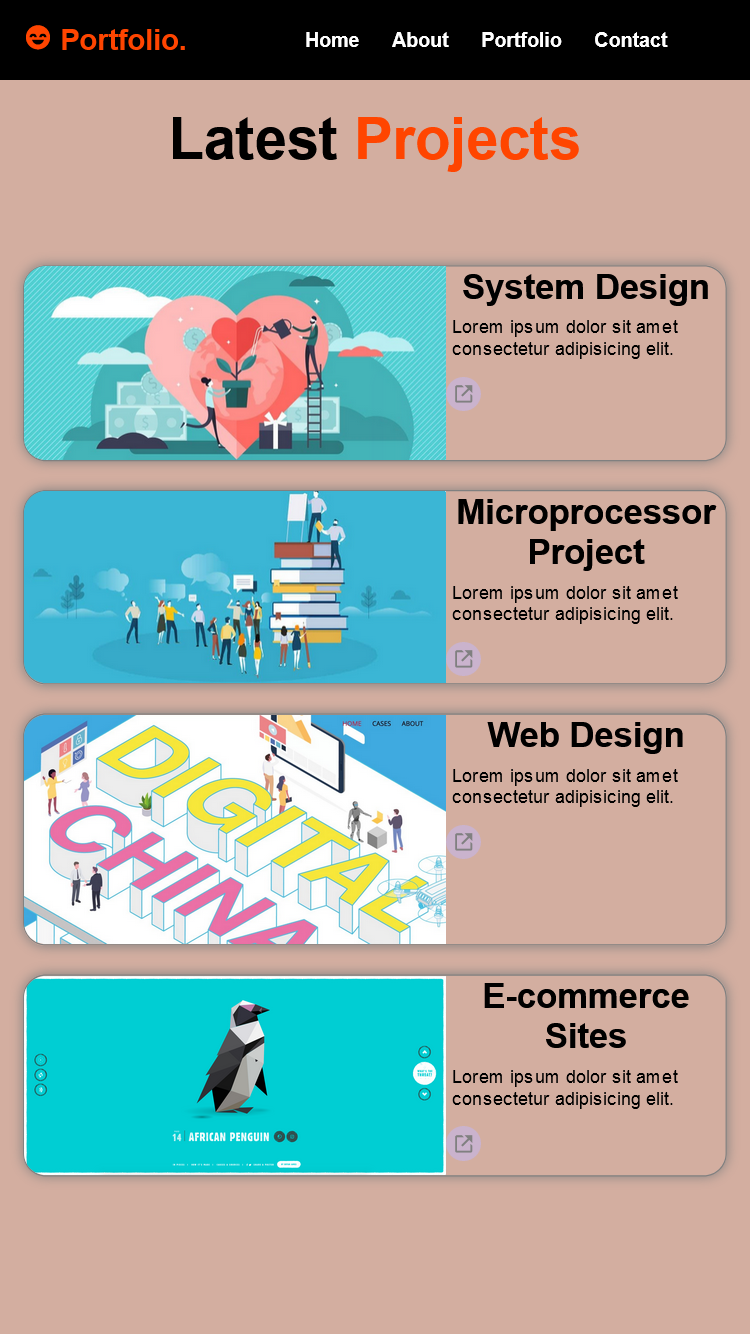 Portfolio.
Home About Portfolio Contact
Latest Projects
System Design
Lorem ipsum dolor sit amet
consectetur adipisicing elit.
Microprocessor
Project
Lorem ipsum dolor sit amet
consectetur adipisicing elit.
HOME CASES ABOUT
DIGITAL
CHINA
Web Design
Lorem ipsum dolor sit amet
consectetur adipisicing elit.
14 AFRICAN PENGUIN
E-commerce
Sites
Lorem ipsum dolor sit amet
consectetur adipisicing elit.